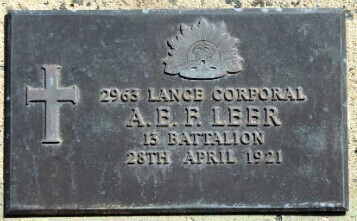 2963 LANCE CORPORAL
A. E. F. LEER
13 BATTALION
28TH APRIL 1921